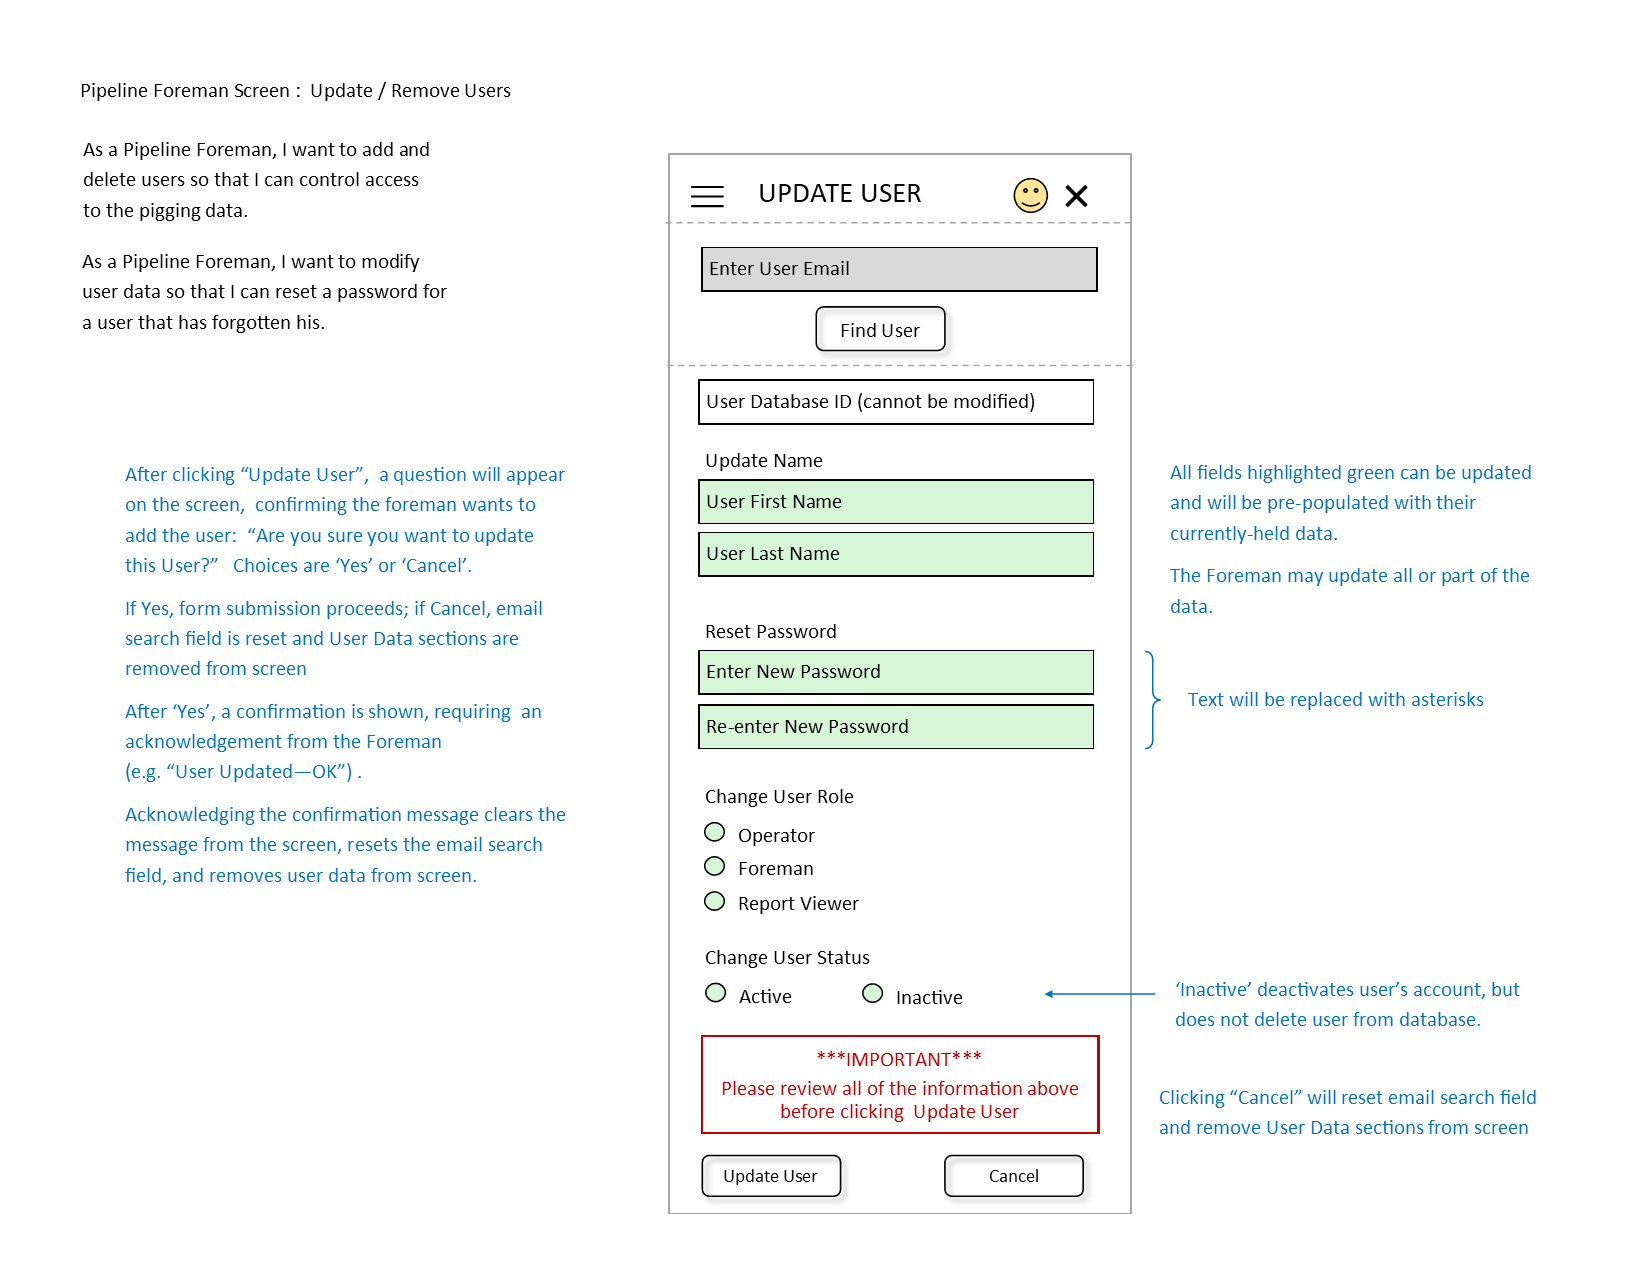 Pipeline Foreman Screen :  Update / Remove Users
As a Pipeline Foreman, I want to add and
delete users so that I can control access
to the pigging data.
As a Pipeline Foreman, I want to modify
user data so that I can reset a password for
a user that has forgotten his.
After clicking “Update User”,  a question will appear
on the screen,  confirming the foreman wants to
add the user:  “Are you sure you want to update
this User?”   Choices are ‘Yes’ or ‘Cancel’.
If Yes, form submission proceeds; if Cancel, email
search field is reset and User Data sections are
removed from screen
After ‘Yes’, a confirmation is shown, requiring  an
acknowledgement from the Foreman
(e.g. “User Updated—OK”) .
Acknowledging the confirmation message clears the
message from the screen, resets the email search
field, and removes user data from screen.
UPDATE USER
Enter User Email
Find User
User Database ID (cannot be modified)
Update Name
User First Name
User Last Name
Reset Password
Enter New Password
Re-enter New Password
Change User Role
Operator
Foreman
Report Viewer
Change User Status
Active
Inactive
***IMPORTANT***
Please review all of the information above
before clicking  Update User
Update User
Cancel
All fields highlighted green can be updated
and will be pre-populated with their
currently-held data.
The Foreman may update all or part of the
data.
Text will be replaced with asterisks
‘Inactive’ deactivates user’s account, but
does not delete user from database.
Clicking “Cancel” will reset email search field
and remove User Data sections from screen